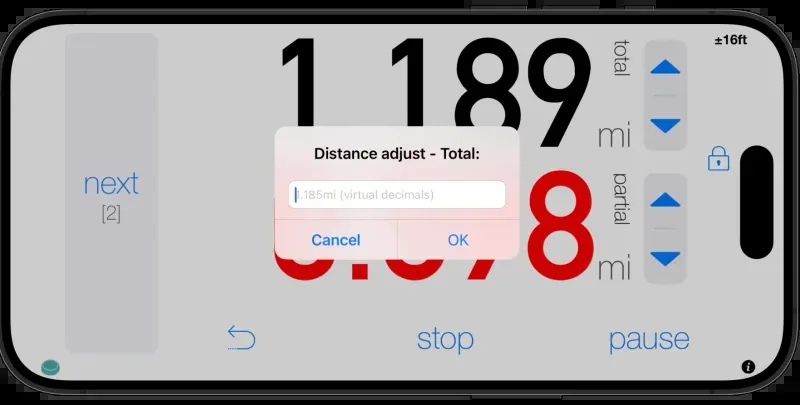 1.189
total
±16ft
mi
Distance adjust - Total:
1.185mi (virtual decimals)
next
[2]
Cancel
OK
partial
mi
stop
pause